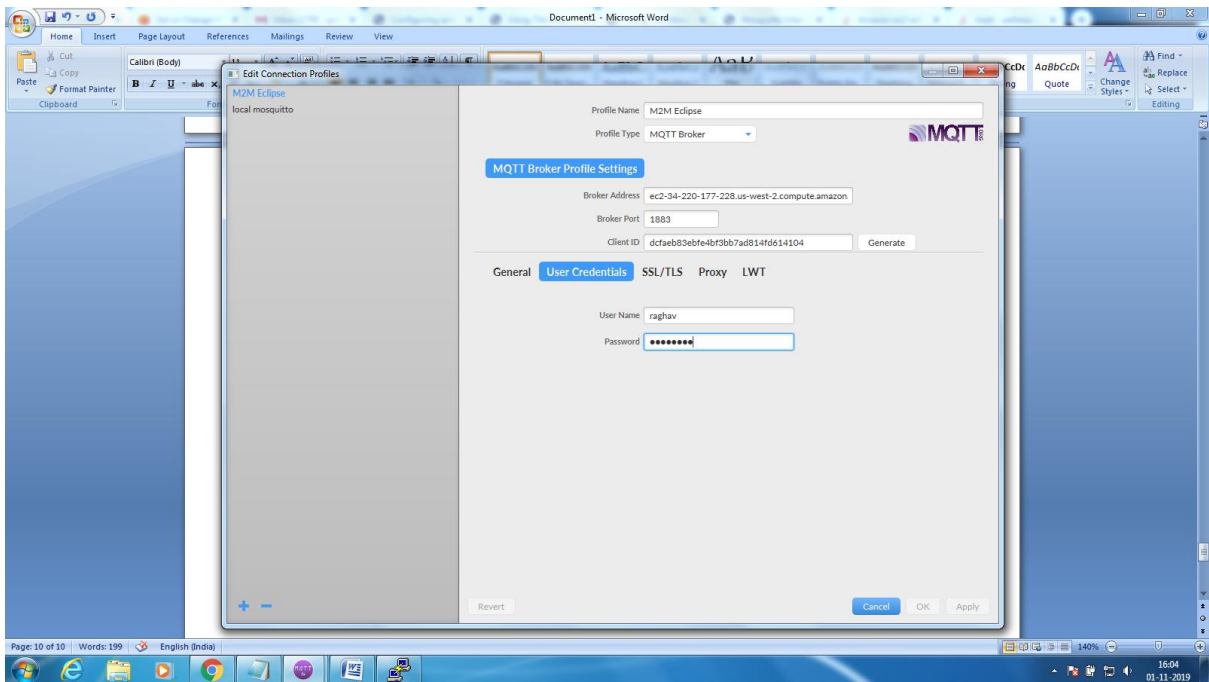 Document1 - Microsoft Word
Home Insert Page Layout References Mailings Review View
Cut
Copy
Paste
Format Painter
Clipboard
Calibri (Body)
B I U abc
Find
Replace
Select
Editing
AaBbCcDc
Quote
Change
Styles
Edit Connection Profiles
M2M Eclipse
local mosquitto
Profile Name M2M Eclipse
Profile Type MQTT Broker
MQTT
MQTT Broker Profile Settings
Broker Address ec2-34-220-177-228.us-west-2.compute.amazon
Broker Port 1883
Client ID dcfaeb83ebfe4bf3bb7ad814fd614104 Generate
General User Credentials SSL/TLS Proxy LWT
User Name raghav
Password ●●●●●●●●
Revert Cancel OK Apply
Page: 10 of 10 Words: 199 English (India) 140%
16:04
01-11-2019